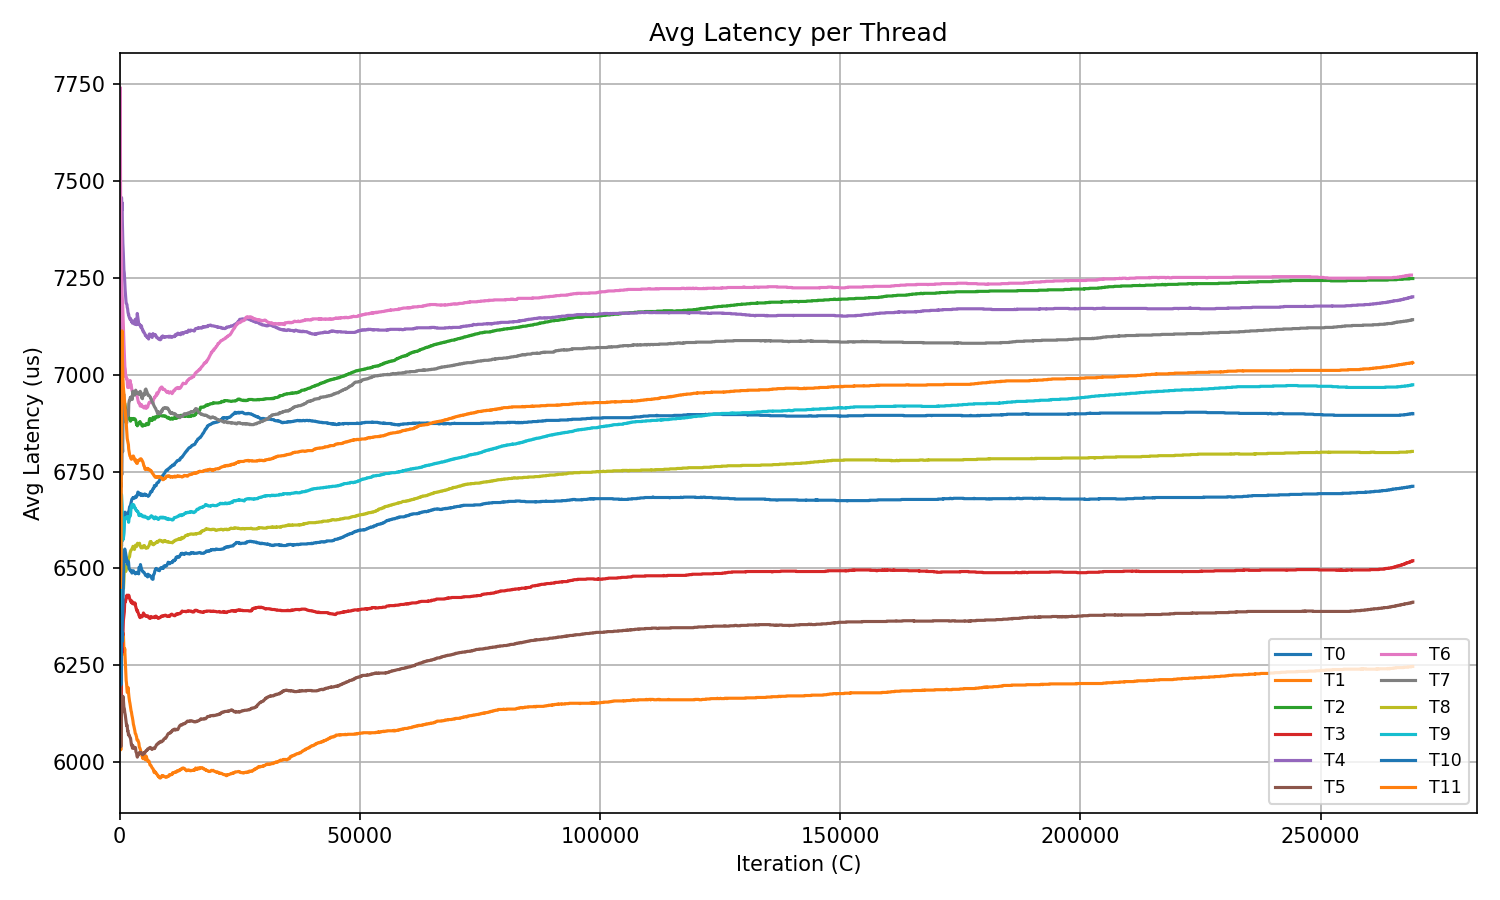 Avg Latency per Thread
Avg Latency (us)
7750
7500
7250
7000
6750
6500
6250
6000
0
50000
100000
150000
200000
250000
Iteration (C)
T0
T1
T2
T3
T4
T5
T6
T7
T8
T9
T10
T11